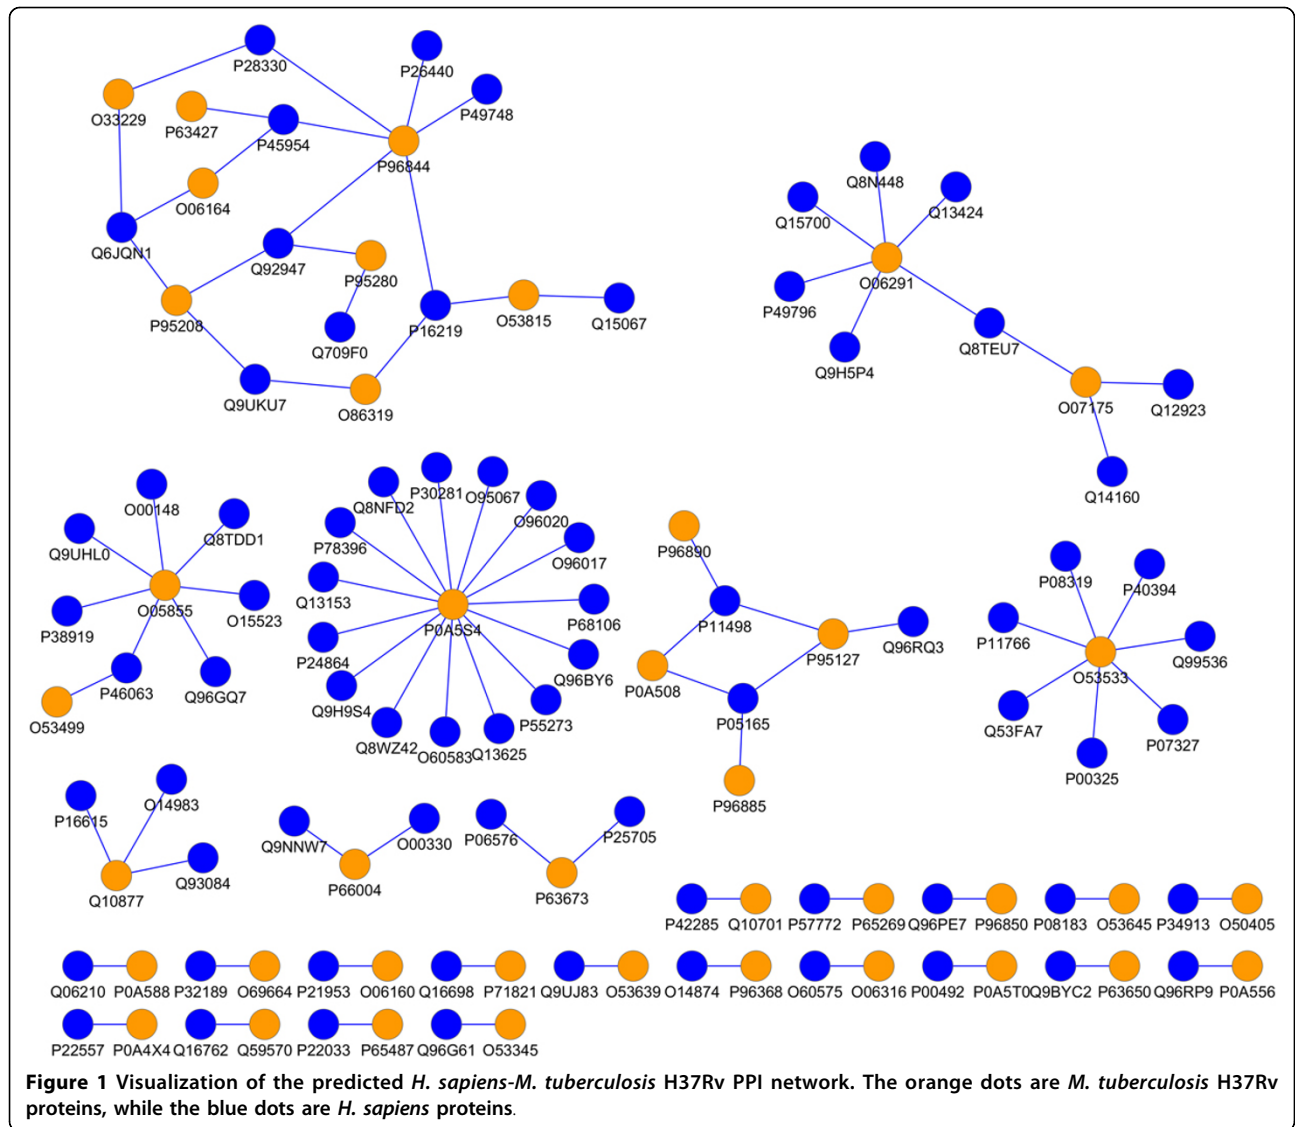 P28330
P26440
O33229
P63427
P49748
P45954
P96844
Q8N448
O06164
Q13424
Q15700
Q6JQN1
Q92947
P95280
O06291
P49796
P95208
P16219
O53815
Q15067
Q709F0
Q8TEU7
Q9H5P4
Q9UKU7
O86319
O07175
Q12923
Q14160
O00148
Q8NFD2
P30281
O95067
Q9UHL0
Q8TDD1
P78396
O96020
P96890
O96017
P08319
P40394
Q13153
O05855
O15523
P38919
P0A5S4
P68106
P11498
P24864
P95127
Q96RQ3
P11766
Q99536
O53533
Q96BY6
P0A508
P46063
Q96GQ7
Q9H9S4
P55273
P05165
O53499
Q53FA7
P07327
Q8WZ42
O60583
Q13625
P00325
P96885
P16615
O14983
Q9NNW7
O00330
P06576
P25705
Q10877
Q93084
P66004
P63673
P42285 Q10701 P57772 P65269 Q96PE7 P96850 P08183 O53645 P34913 O50405
Q06210 P0A588 P32189 O69664 P21953 O06160 Q16698 P71821 Q9UJ83 O53639 O14874 P96368 O60575 O06316 P00492 P0A5T0 Q9BYC2 P63650 Q96RP9 P0A556
P22557 P0A4X4 Q16762 Q59570 P22033 P65487 Q96G61 O53345
Figure 1 Visualization of the predicted H. sapiens-M. tuberculosis H37Rv PPI network. The orange dots are M. tuberculosis H37Rv
proteins, while the blue dots are H. sapiens proteins.